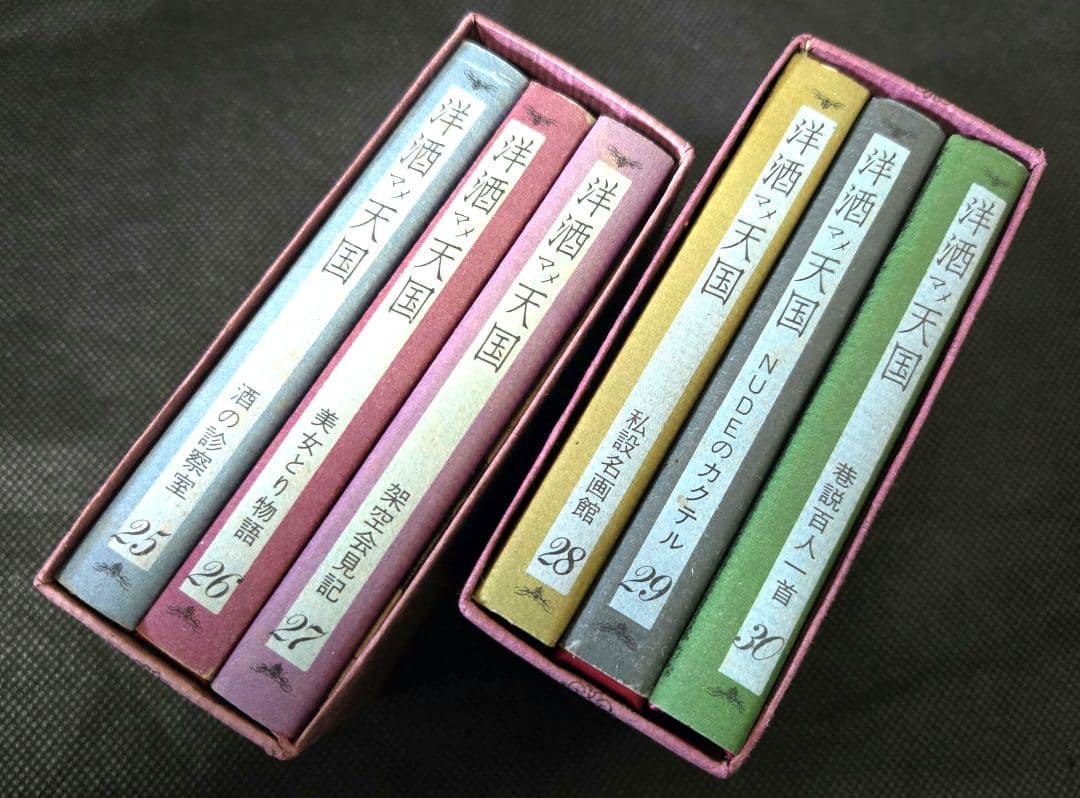 洋酒マメ天国 酒の診察室 25
洋酒マメ天国 美女とり物語 26
洋酒マメ天国 架空会見記 27
洋酒マメ天国 私設名画館 28
洋酒マメ天国 NUDEのカクテル 29
洋酒マメ天国 巷説百人一首 30